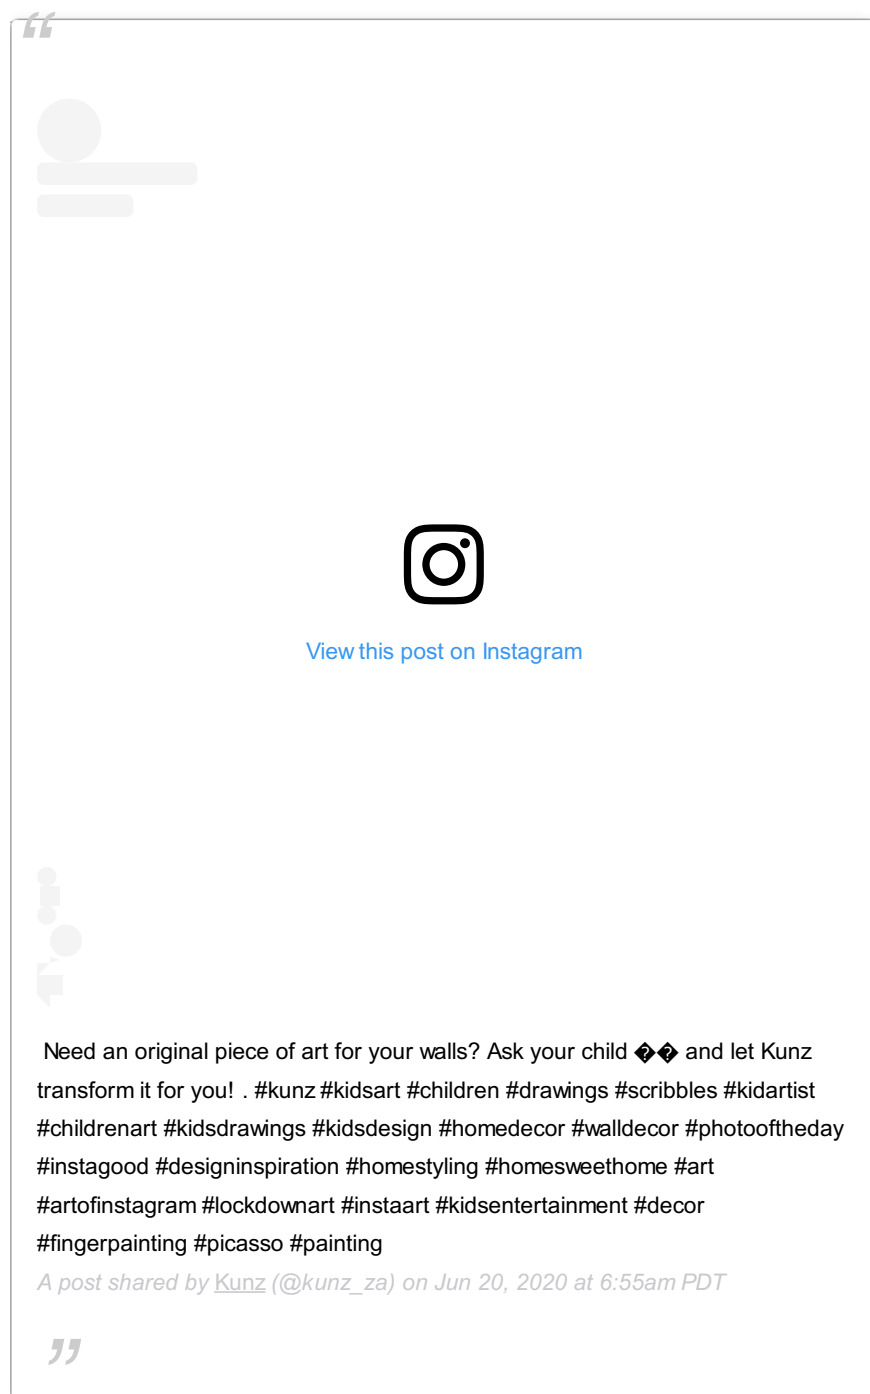 “
View this post on Instagram
Need an original piece of art for your walls? Ask your child �� and let Kunz
transform it for you! . #kunz #kidsart #children #drawings #scribbles #kidartist
#childrenart #kidsdrawings #kidsdesign #homedecor #walldecor #photooftheday
#instagood #designinspiration #homestyling #homesweethome #art
#artofinstagram #lockdownart #instaart #kidsentertainment #decor
#fingerpainting #picasso #painting
A post shared by Kunz (@kunz_za) on Jun 20, 2020 at 6:55am PDT
”